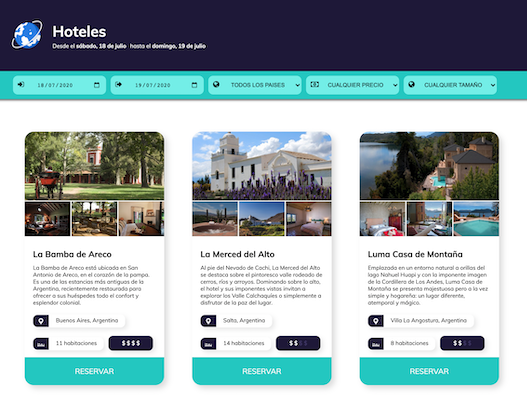 Hoteles
Desde el sábado, 18 de julio hasta el domingo, 19 de julio
18/07/2020
19/07/2020
TODOS LOS PAISES
CUALQUIER PRECIO
CUALQUIER TAMAÑO
La Bamba de Areco
La Bamba de Areco está ubicada en San
Antonio de Areco, en el corazón de la pampa.
Es una de las estancias más antiguas de la
Argentina, recientemente restaurada para
ofrecer a sus huéspedes todo el confort y
esplendor colonial.
Buenos Aires, Argentina
11 habitaciones
$$$$
RESERVAR
La Merced del Alto
Al pie del Nevado de Cachi, La Merced del Alto
se destaca sobre el pintoresco valle rodeado de
cerros, ríos y arroyos. Dominando sobre lo alto,
el hotel y sus imponentes vistas invitan a
explorar los Valle Calchaquíes o simplemente a
disfrutar de la paz del lugar.
Salta, Argentina
14 habitaciones
$$$$
RESERVAR
Luma Casa de Montaña
Emplazada en un entorno natural a orillas del
lago Nahuel Huapi y con la imponente imagen
de la Cordillera de Los Andes, Luma Casa de
Montaña se presenta majestuosa pero a la vez
simple y hogareña: un lugar diferente,
atemporal y mágico.
Villa La Angostura, Argentina
8 habitaciones
$$$$
RESERVAR